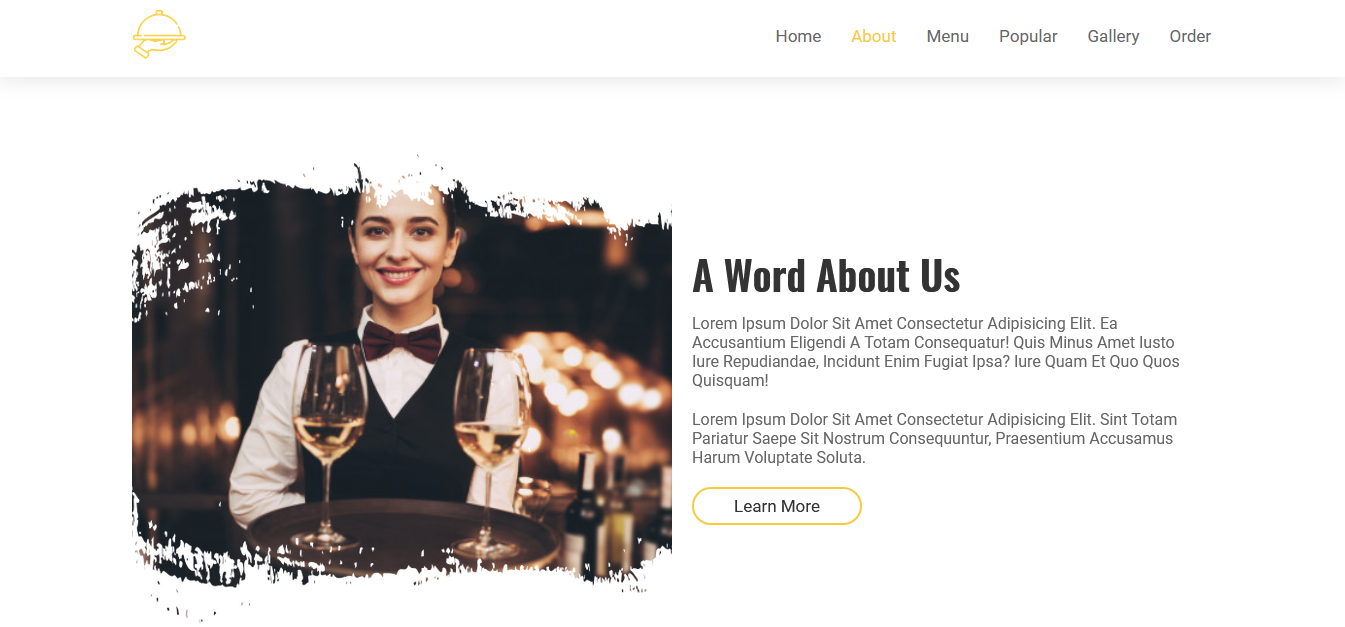 Home About Menu Popular Gallery Order
A Word About Us
Lorem Ipsum Dolor Sit Amet Consectetur Adipisicing Elit. Ea
Accusantium Eligendi A Totam Consequatur! Quis Minus Amet Iusto
Iure Repudiandae, Incidunt Enim Fugiat Ipsa? Iure Quam Et Quo Quos
Quisquam!
Lorem Ipsum Dolor Sit Amet Consectetur Adipisicing Elit. Sint Totam
Pariatur Saepe Sit Nostrum Consequuntur, Praesentium Accusamus
Harum Voluptate Soluta.
Learn More